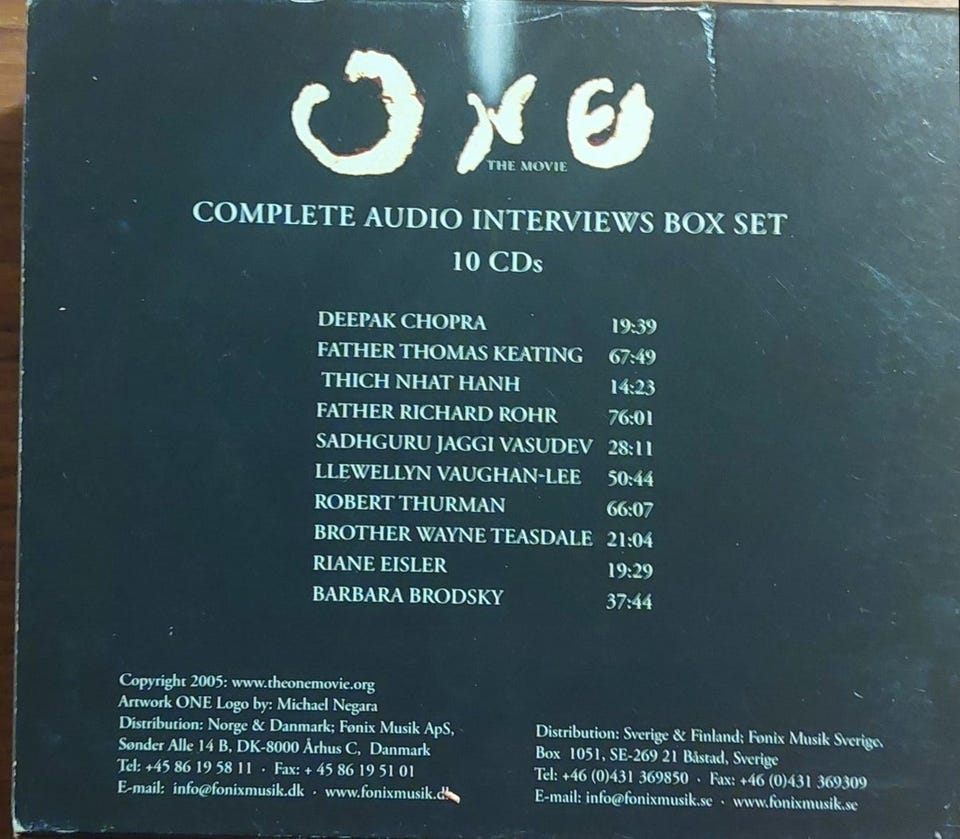 ONE
THE MOVIE
COMPLETE AUDIO INTERVIEWS BOX SET
10 CDs
DEEPAK CHOPRA 19:39
FATHER THOMAS KEATING 67:49
THICH NHAT HANH 14:23
FATHER RICHARD ROHR 76:01
SADHGURU JAGGI VASUDEV 28:11
LLEWELLYN VAUGHAN-LEE 50:44
ROBERT THURMAN 66:07
BROTHER WAYNE TEASDALE 21:04
RIANE EISLER 19:29
BARBARA BRODSKY 37:44
Copyright 2005: www.theonemovie.org
Artwork ONE Logo by: Michael Negara
Distribution: Norge & Danmark; Fønix Musik ApS,
Sønder Alle 14 B, DK-8000 Århus C, Danmark
Tel: +45 86 19 58 11 · Fax: + 45 86 19 51 01
E-mail: info@fonixmusik.dk · www.fonixmusik.dk
Distribution: Sverige & Finland; Fønix Musik Sverige,
Box 1051, SE-269 21 Båstad, Sverige
Tel: +46 (0)431 369850 · Fax: +46 (0)431 369309
E-mail: info@fonixmusik.se · www.fonixmusik.se